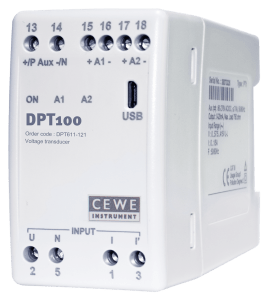 13 14 15 16 17 18
+/P Aux -/N + A1 - + A2 -
ON A1 A2
USB
DPT100
Order code : DPT011-121
Voltage transducer
CEWE
INSTRUMENT
INPUT
U N I I'
2 5 1 3